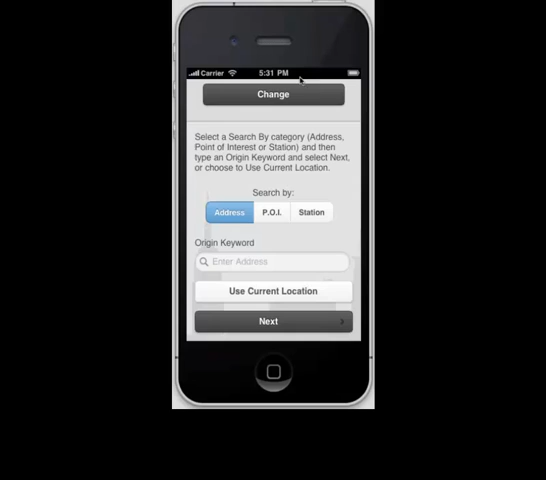 Carrier 5:31 PM
Change
Select a Search By category (Address,
Point of Interest or Station) and then
type an Origin Keyword and select Next,
or choose to Use Current Location.
Search by:
Address P.O.I. Station
Origin Keyword
Enter Address
Use Current Location
Next